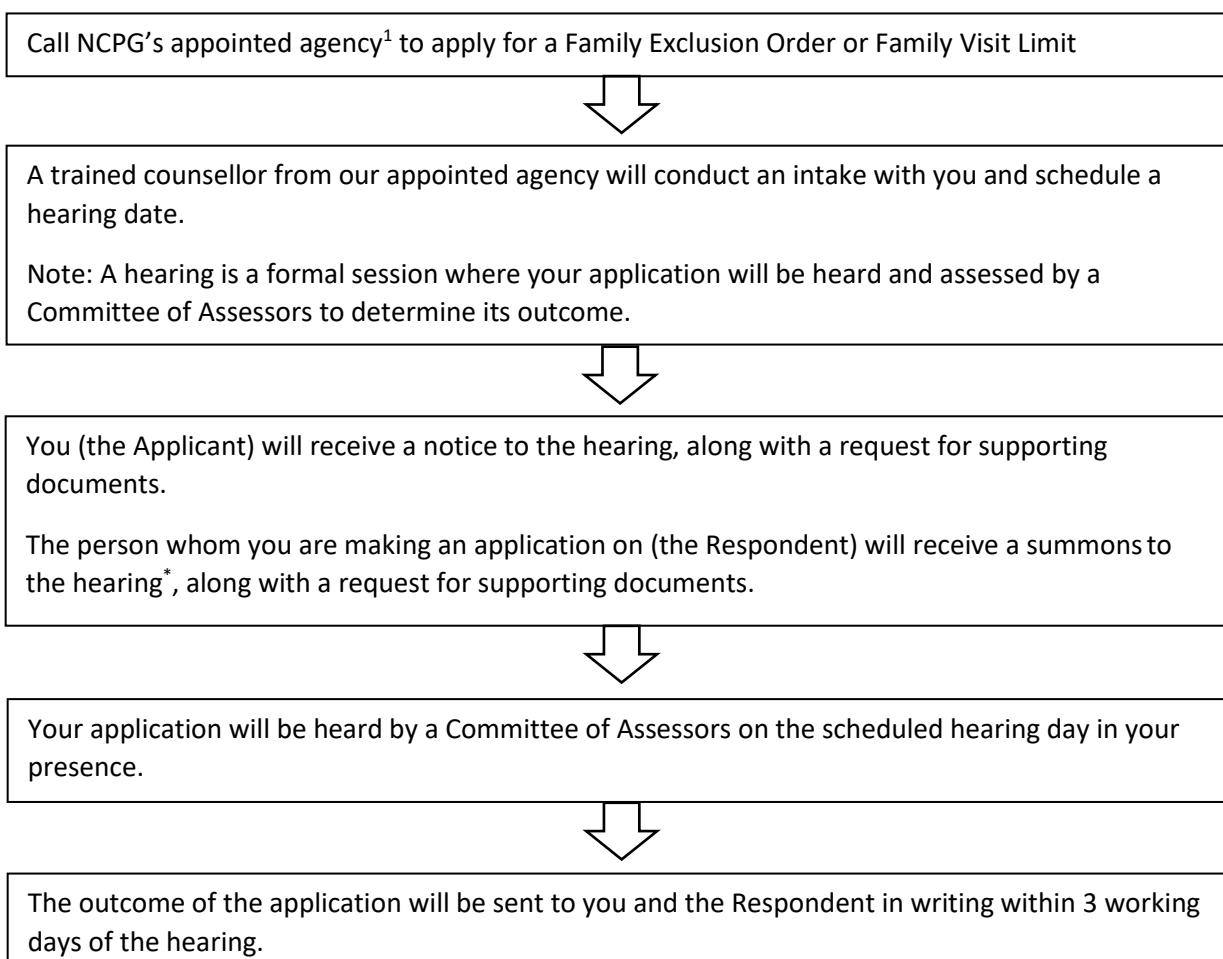 Call NCPG’s appointed agency¹ to apply for a Family Exclusion Order or Family Visit Limit
A trained counsellor from our appointed agency will conduct an intake with you and schedule a
hearing date.
Note: A hearing is a formal session where your application will be heard and assessed by a
Committee of Assessors to determine its outcome.
You (the Applicant) will receive a notice to the hearing, along with a request for supporting
documents.
The person whom you are making an application on (the Respondent) will receive a summons to
the hearing*, along with a request for supporting documents.
Your application will be heard by a Committee of Assessors on the scheduled hearing day in your
presence.
The outcome of the application will be sent to you and the Respondent in writing within 3 working
days of the hearing.